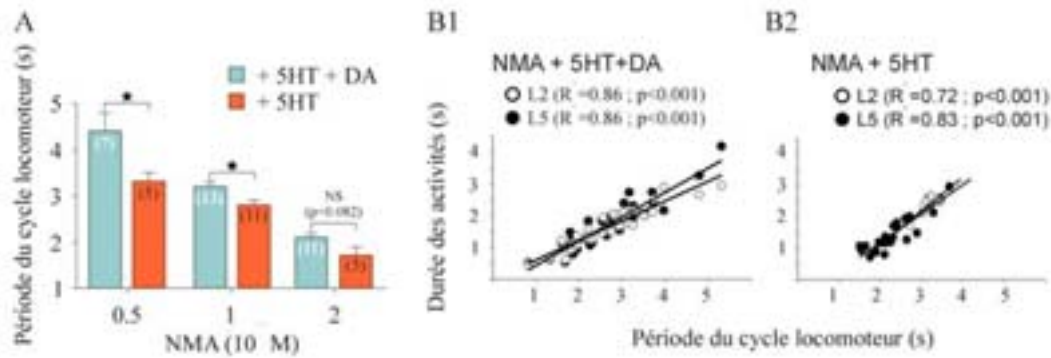 A
Période du cycle locomoteur (s)
+ 5HT + DA
+ 5HT
5
4
3
2
1
*
*
NS
(p=0.082)
(7)
(5)
(13)
(11)
(11)
0.5
1
2
NMA (10 M)
B1
NMA + 5HT+DA
L2 (R =0.86 ; p<0.001)
L5 (R =0.86 ; p<0.001)
Durée des activités (s)
4
3
2
1
1
2
3
4
5
B2
NMA + 5HT
L2 (R =0.72 ; p<0.001)
L5 (R =0.83 ; p<0.001)
4
3
2
1
1
2
3
4
5
Période du cycle locomoteur (s)